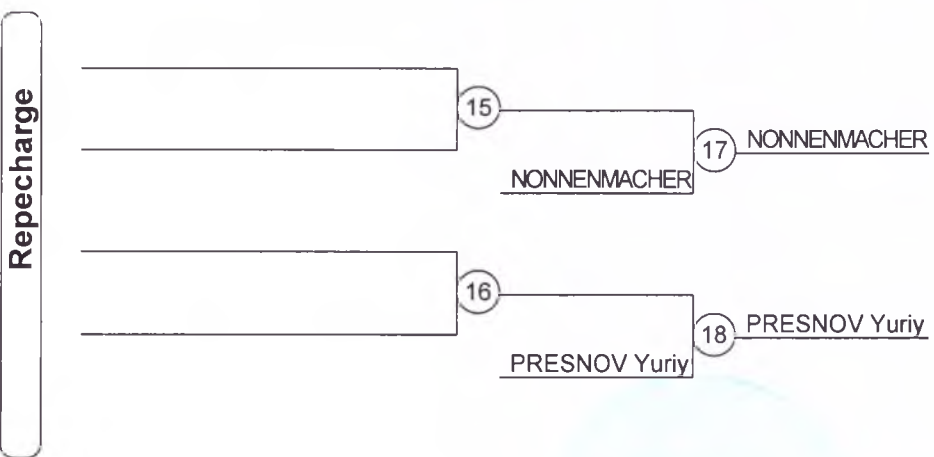 Repecharge
15
17 NONNENMACHER
NONNENMACHER
16
18 PRESNOV Yuriy
PRESNOV Yuriy